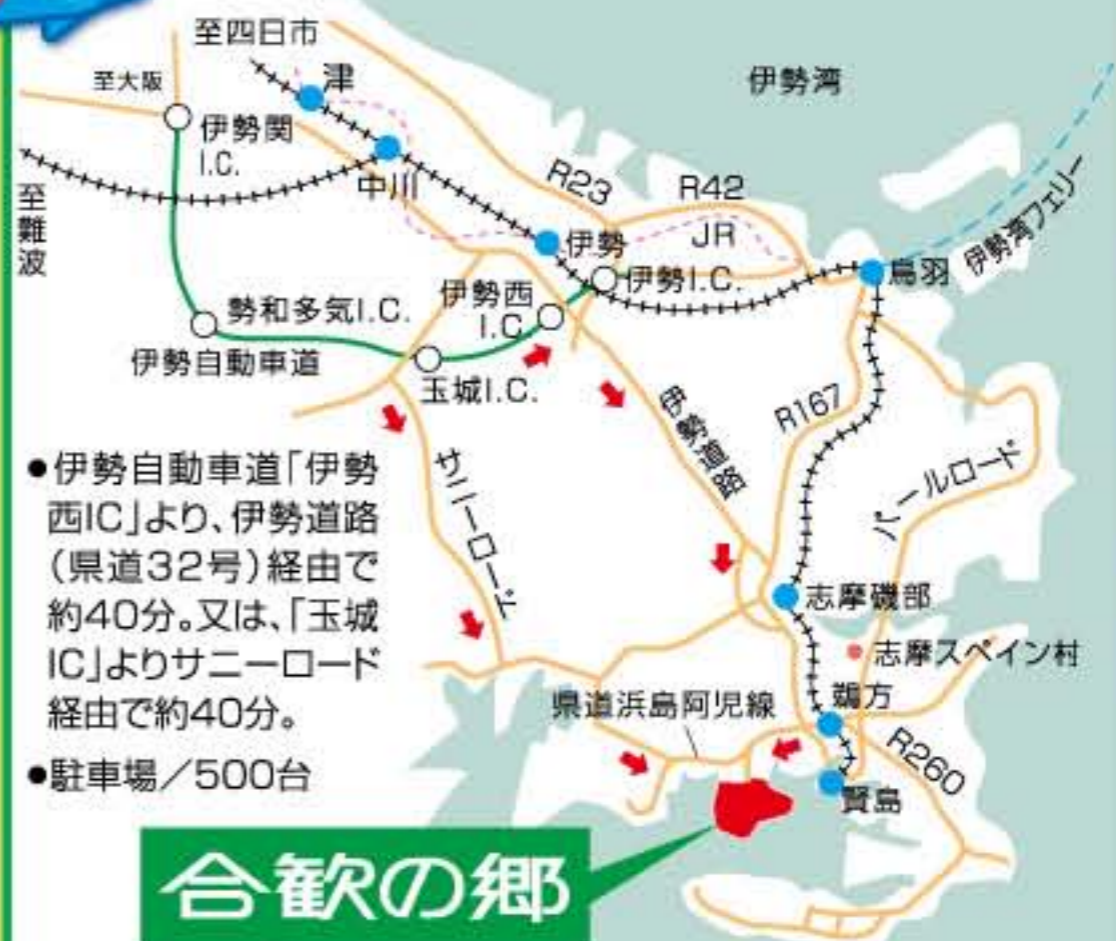 至四日市
伊勢湾
至大阪
津
伊勢関
I.C.
中川
R23
R42
JR
至難波
伊勢
伊勢I.C.
伊勢湾フェリー
鳥羽
伊勢西
I.C
勢和多気I.C.
伊勢自動車道
玉城I.C.
伊勢道路
R167
パールロード
サニーロード
●伊勢自動車道「伊勢
西IC」より、伊勢道路
（県道32号）経由で
約40分。又は、「玉城
IC」よりサニーロード
経由で約40分。
●駐車場／500台
志摩磯部
志摩スペイン村
県道浜島阿児線
鵜方
R260
賢島
合歓の郷